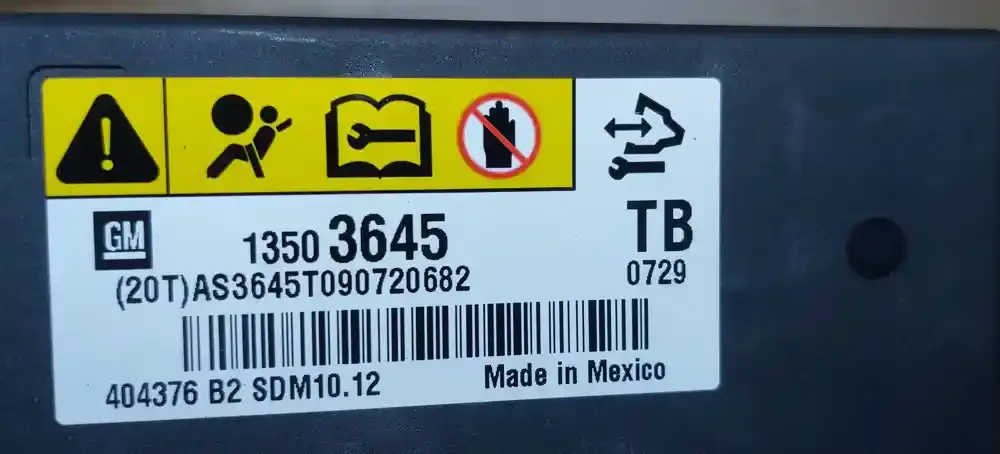 GM
1350 3645
TB
(20T)AS3645T090720682
0729
404376 B2 SDM10.12
Made in Mexico